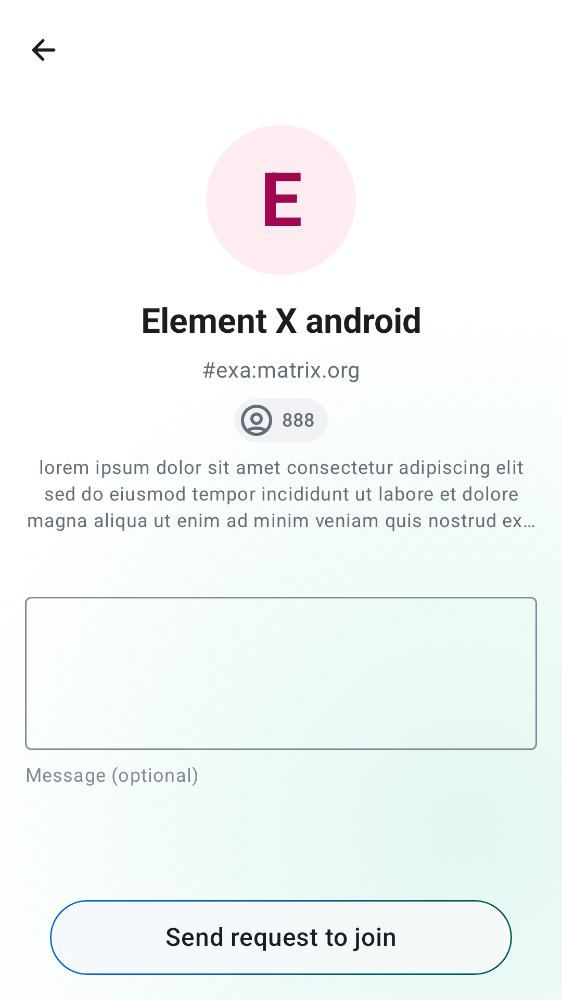 E
Element X android
#exa:matrix.org
888
lorem ipsum dolor sit amet consectetur adipiscing elit
sed do eiusmod tempor incididunt ut labore et dolore
magna aliqua ut enim ad minim veniam quis nostrud ex…
Message (optional)
Send request to join